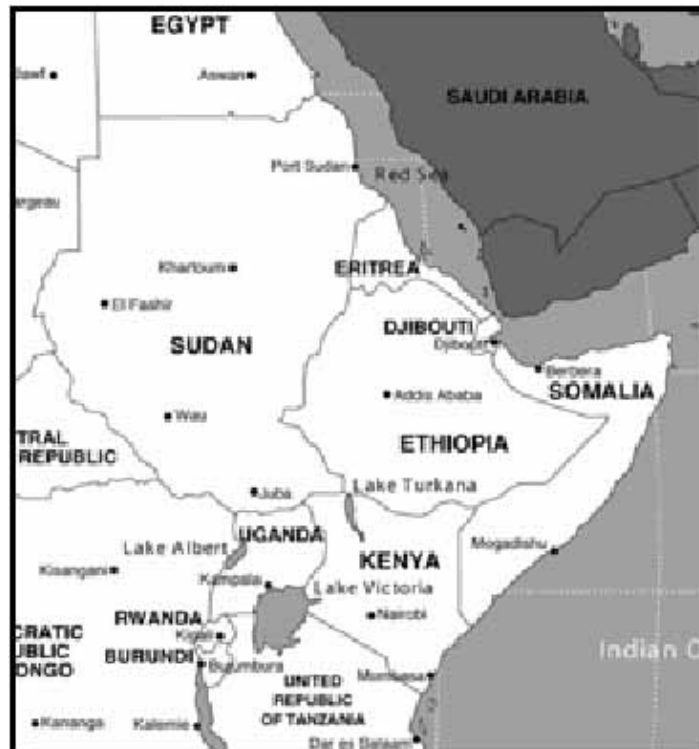 EGYPT
Aswan
SAUDI ARABIA
Port Sudan
Red Sea
Khartoum
ERITREA
El Fashir
DJIBOUTI
Djibouti
SUDAN
Berbera
Addis Ababa
SOMALIA
Wau
TRAL
REPUBLIC
ETHIOPIA
Juba
Lake Turkana
UGANDA
Lake Albert
KENYA
Mogadishu
Kisangani
Kampala
Lake Victoria
RWANDA
Nairobi
Kigali
CRATIC
UBLIC
ONGO
BURUNDI
Bujumbura
Indian O
Mombasa
UNITED
REPUBLIC
OF TANZANIA
Kananga
Kalemie
Dar es Salaam